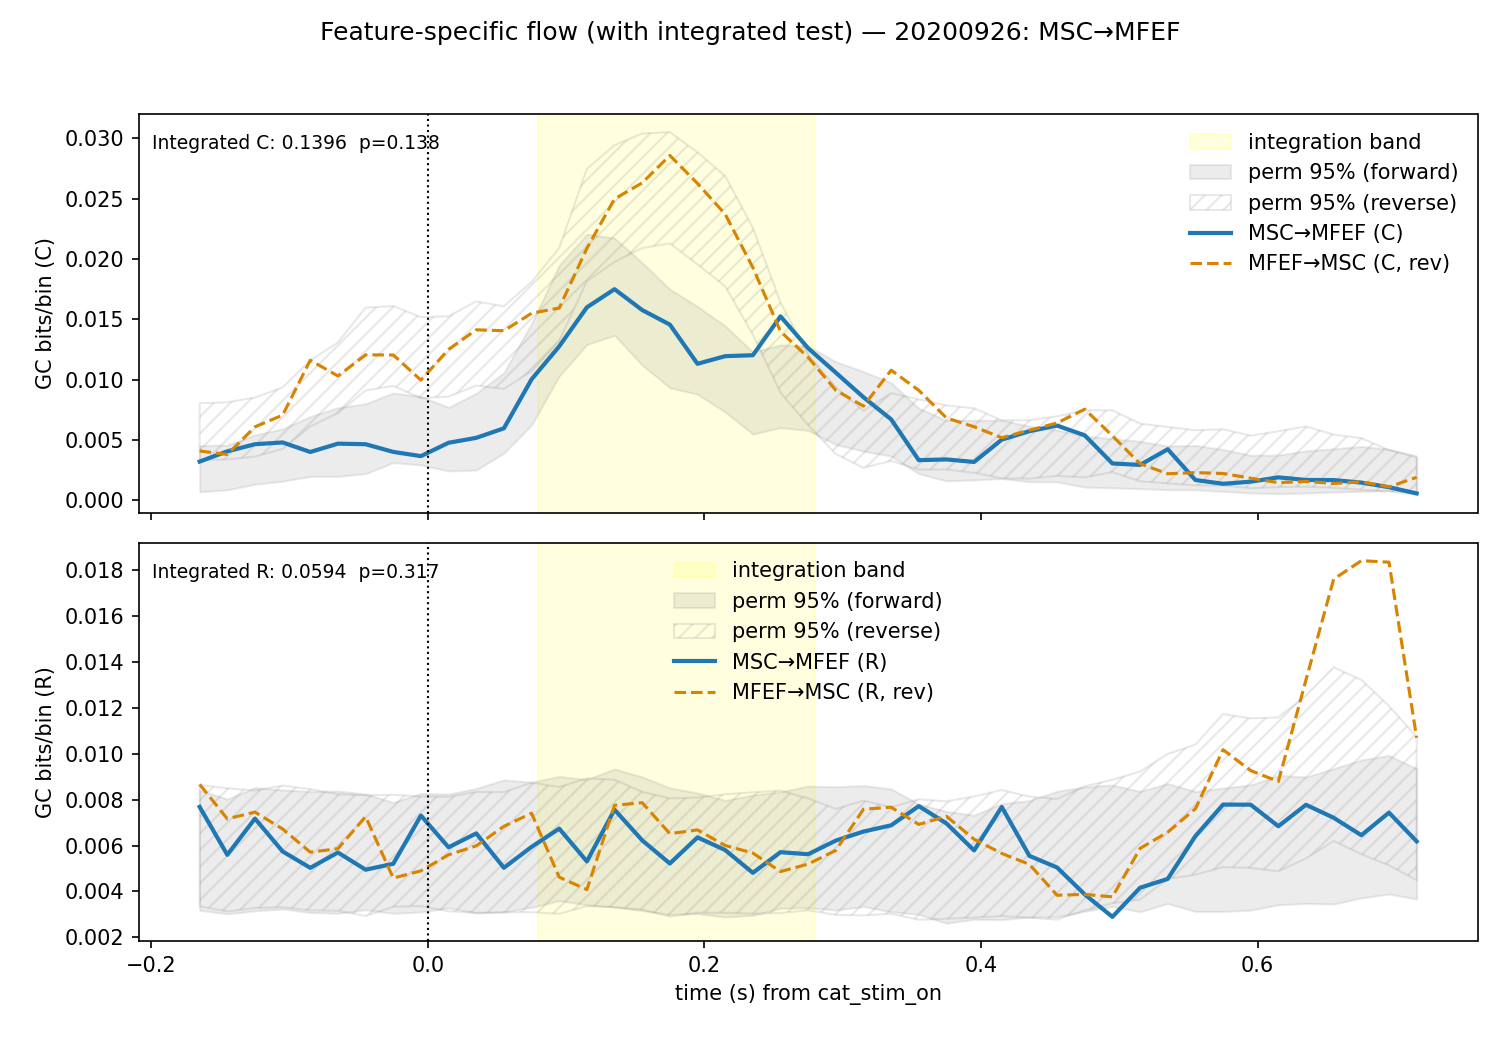 Feature-specific flow (with integrated test) — 20200926: MSC→MFEF
Integrated C: 0.1396  p=0.138
integration band
perm 95% (forward)
perm 95% (reverse)
MSC→MFEF (C)
MFEF→MSC (C, rev)
GC bits/bin (C)
0.030
0.025
0.020
0.015
0.010
0.005
0.000
Integrated R: 0.0594  p=0.317
integration band
perm 95% (forward)
perm 95% (reverse)
MSC→MFEF (R)
MFEF→MSC (R, rev)
GC bits/bin (R)
0.018
0.016
0.014
0.012
0.010
0.008
0.006
0.004
0.002
−0.2
0.0
0.2
0.4
0.6
time (s) from cat_stim_on